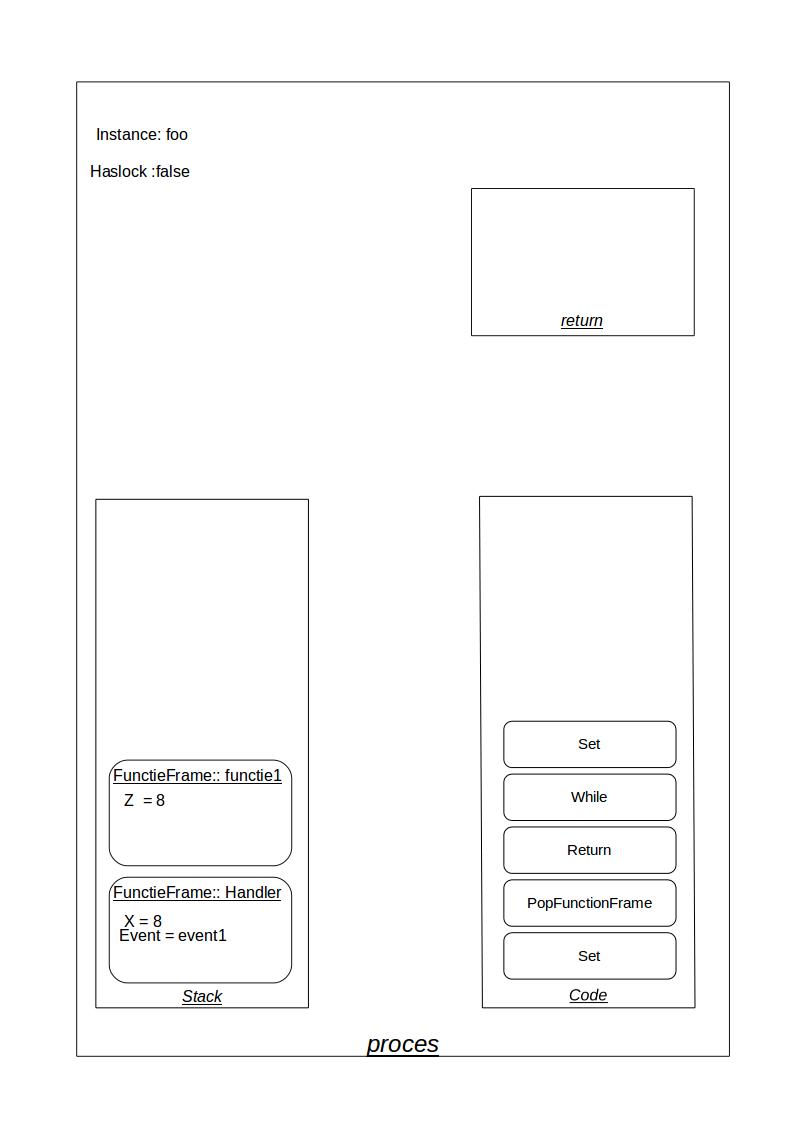 Instance: foo
Haslock :false
return
FunctieFrame:: functie1
Z = 8
FunctieFrame:: Handler
X = 8
Event = event1
Stack
Set
While
Return
PopFunctionFrame
Set
Code
proces